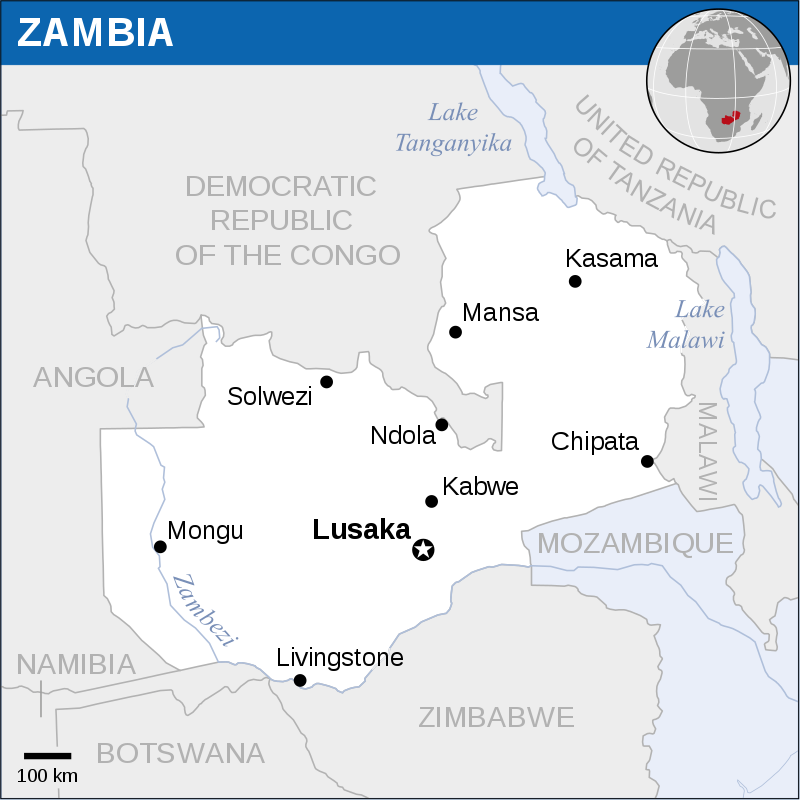 ZAMBIA
Lake
Tanganyika
UNITED REPUBLIC
OF TANZANIA
DEMOCRATIC
REPUBLIC
OF THE CONGO
Kasama
Mansa
Lake
Malawi
ANGOLA
Solwezi
Ndola
Chipata
MALAWI
Kabwe
Mongu
Lusaka
MOZAMBIQUE
Zambezi
NAMIBIA
Livingstone
ZIMBABWE
BOTSWANA
100 km